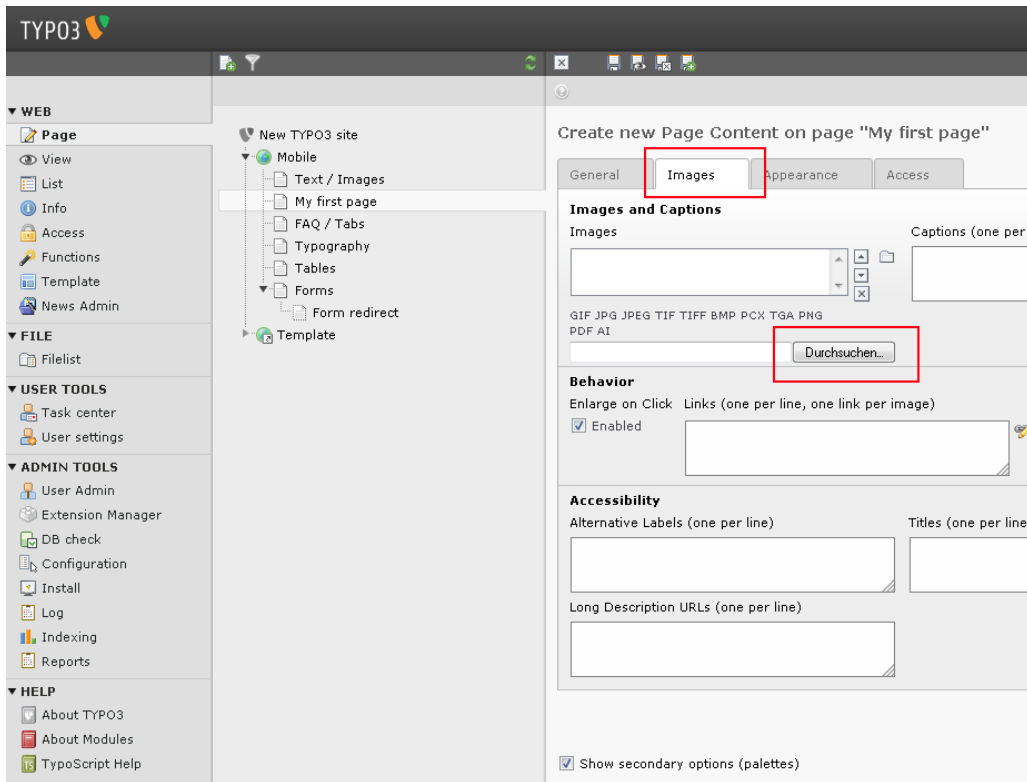 TYPO3
WEB
Page
View
List
Info
Access
Functions
Template
News Admin
FILE
Filelist
USER TOOLS
Task center
User settings
ADMIN TOOLS
User Admin
Extension Manager
DB check
Configuration
Install
Log
Indexing
Reports
HELP
About TYPO3
About Modules
TypoScript Help
New TYPO3 site
Mobile
Text / Images
My first page
FAQ / Tabs
Typography
Tables
Forms
Form redirect
Template
Create new Page Content on page "My first page"
General Images Appearance Access
Images and Captions
Images Captions (one per
GIF JPG JPEG TIF TIFF BMP PCX TGA PNG
PDF AI
Durchsuchen...
Behavior
Enlarge on Click Links (one per line, one link per image)
Enabled
Accessibility
Alternative Labels (one per line) Titles (one per line
Long Description URLs (one per line)
Show secondary options (palettes)